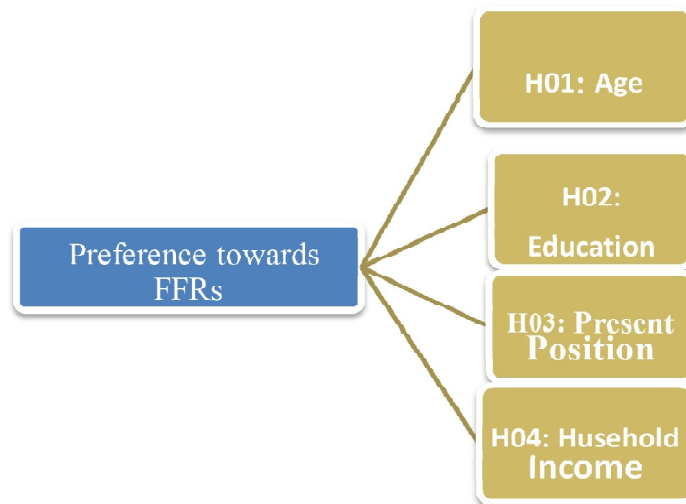 Preference towards
FFRs
H01: Age
H02:
Education
H03: Present
Position
H04: Husehold
Income